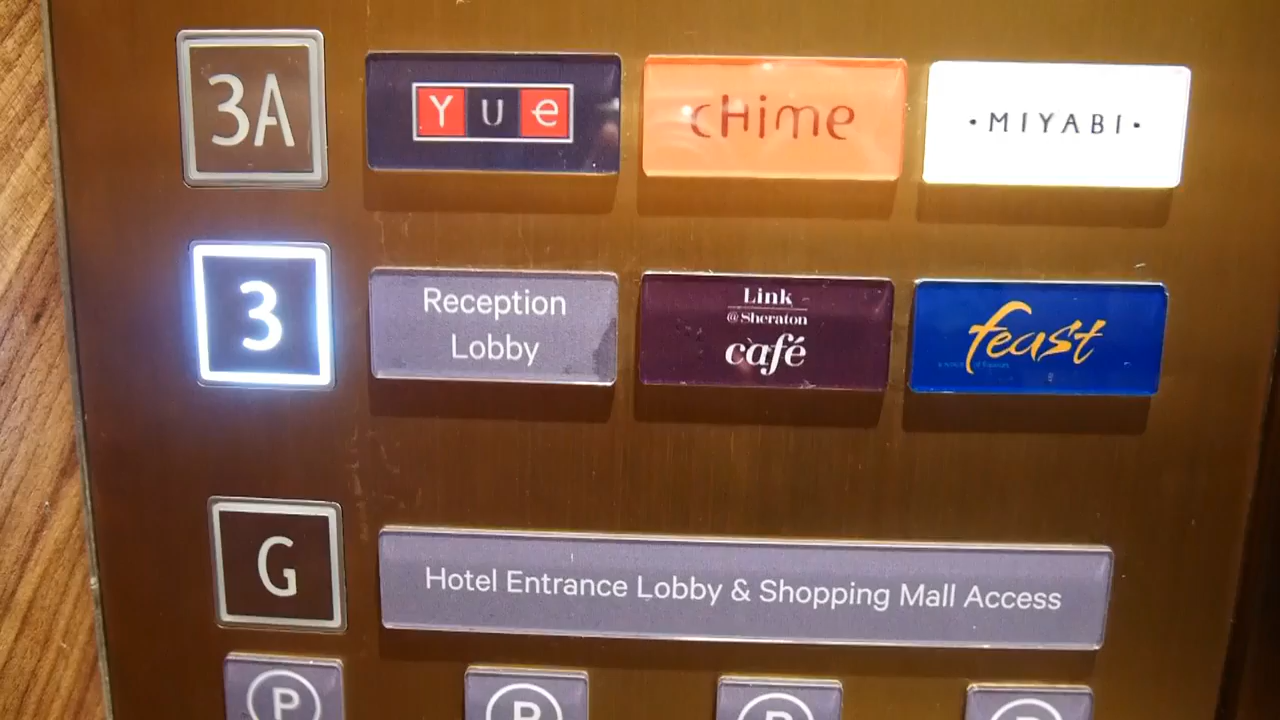 3A
YUe
cHime
·MIYABI·
3
Reception
Lobby
Link
@ Sheraton
café
feast
G
Hotel Entrance Lobby & Shopping Mall Access
P
P
P
P